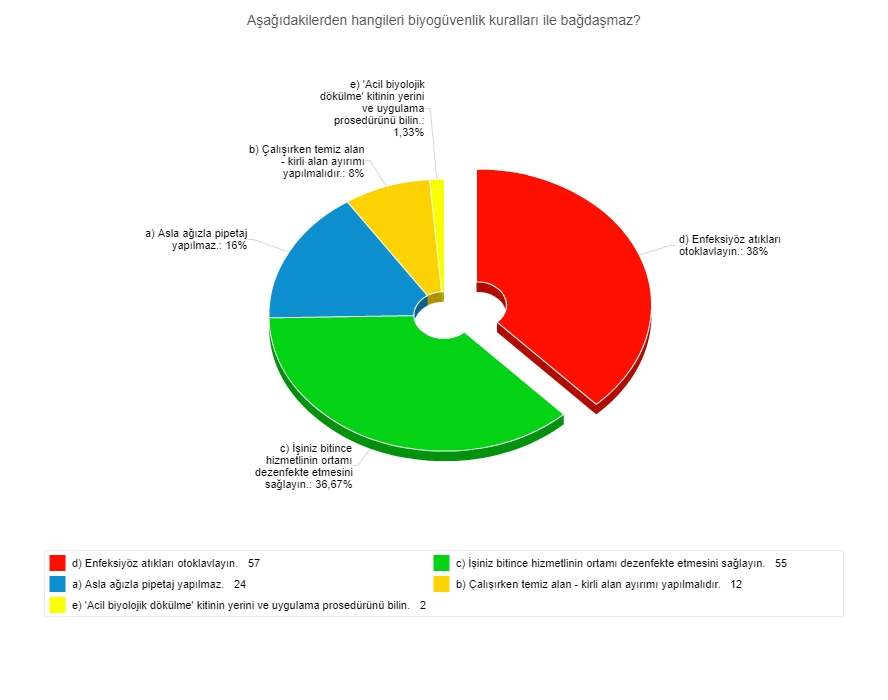 Aşağıdakilerden hangileri biyogüvenlik kuralları ile bağdaşmaz?
e) 'Acil biyolojik
dökülme' kitinin yerini
ve uygulama
prosedürünü bilin.:
1,33%
b) Çalışırken temiz alan
- kirli alan ayırımı
yapılmalıdır.: 8%
a) Asla ağızla pipetaj
yapılmaz.: 16%
d) Enfeksiyöz atıkları
otoklavlayın.: 38%
c) İşiniz bitince
hizmetlinin ortamı
dezenfekte etmesini
sağlayın.: 36,67%
d) Enfeksiyöz atıkları otoklavlayın. 57
c) İşiniz bitince hizmetlinin ortamı dezenfekte etmesini sağlayın. 55
a) Asla ağızla pipetaj yapılmaz. 24
b) Çalışırken temiz alan - kirli alan ayırımı yapılmalıdır. 12
e) 'Acil biyolojik dökülme' kitinin yerini ve uygulama prosedürünü bilin. 2